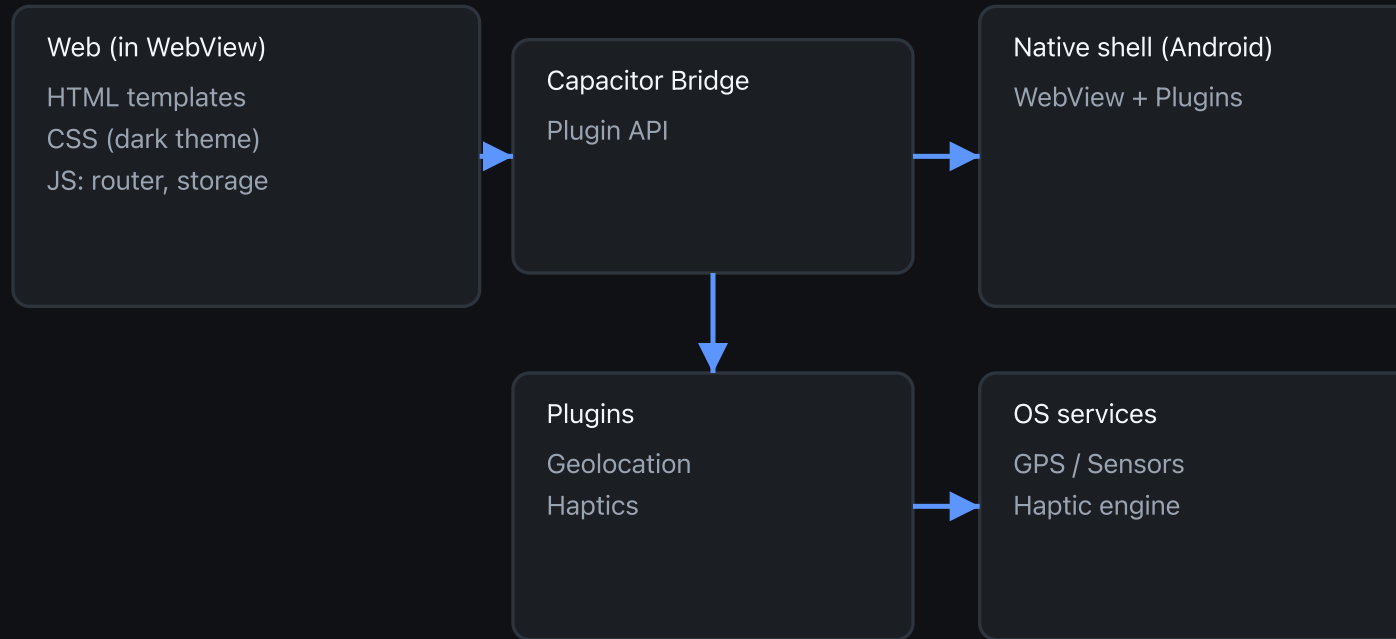 Web (in WebView)
HTML templates
CSS (dark theme)
JS: router, storage
Capacitor Bridge
Plugin API
Native shell (Android)
WebView + Plugins
Plugins
Geolocation
Haptics
OS services
GPS / Sensors
Haptic engine